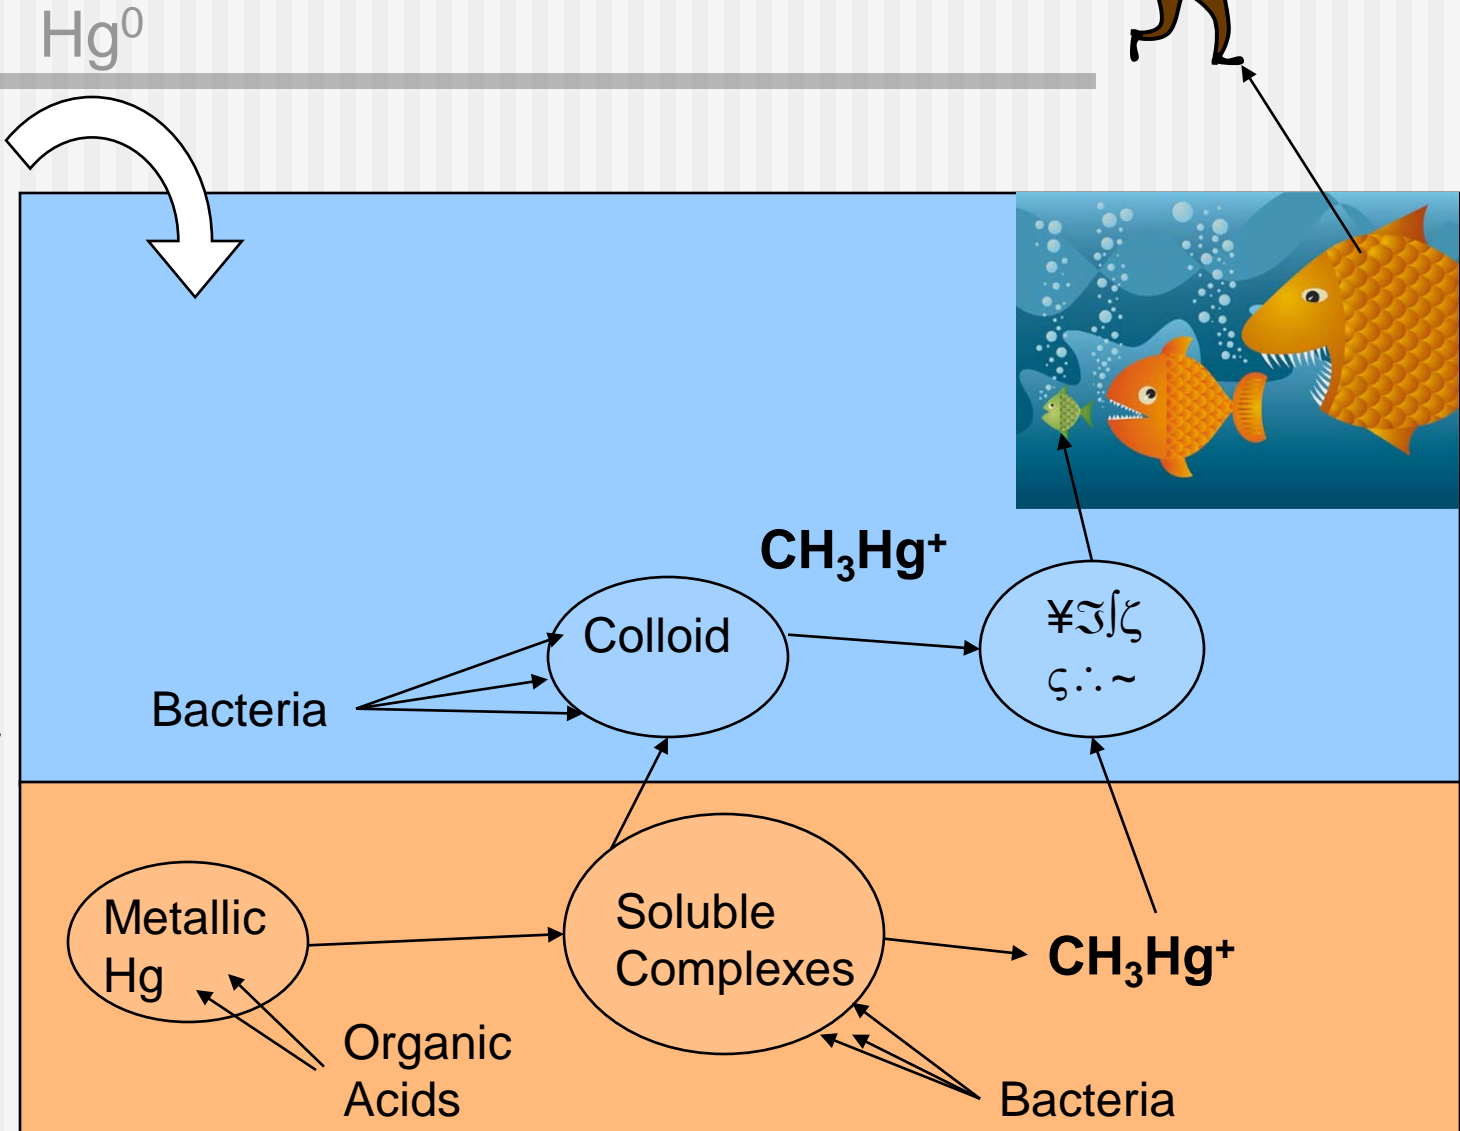 Hg⁰
CH₃Hg⁺
Colloid
¥ℑ∫ζ
ς∴~
Bacteria
Metallic
Hg
Soluble
Complexes
CH₃Hg⁺
Organic
Acids
Bacteria